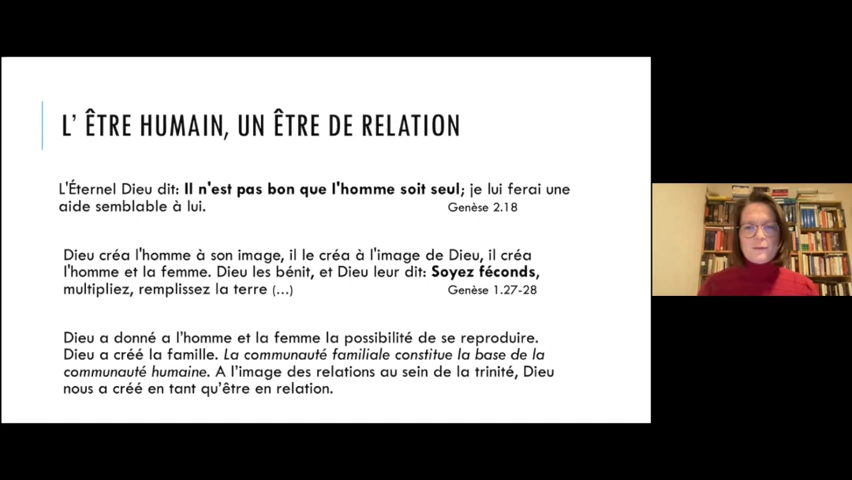 L' ÊTRE HUMAIN, UN ÊTRE DE RELATION
L'Éternel Dieu dit: Il n'est pas bon que l'homme soit seul; je lui ferai une
aide semblable à lui. Genèse 2.18
Dieu créa l'homme à son image, il le créa à l'image de Dieu, il créa
l'homme et la femme. Dieu les bénit, et Dieu leur dit: Soyez féconds,
multipliez, remplissez la terre (...) Genèse 1.27-28
Dieu a donné a l'homme et la femme la possibilité de se reproduire.
Dieu a créé la famille. La communauté familiale constitue la base de la
communauté humaine. A l'image des relations au sein de la trinité, Dieu
nous a créé en tant qu'être en relation.